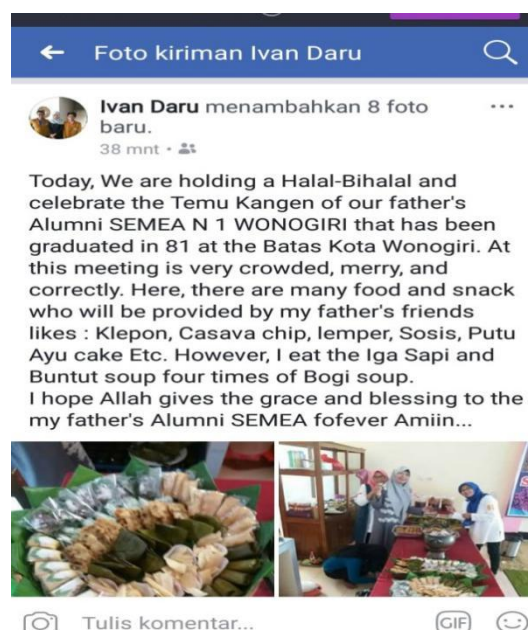 Foto kiriman Ivan Daru
Ivan Daru menambahkan 8 foto
baru.
38 mnt
Today, We are holding a Halal-Bihalal and
celebrate the Temu Kangen of our father's
Alumni SEMEA N 1 WONOGIRI that has been
graduated in 81 at the Batas Kota Wonogiri. At
this meeting is very crowded, merry, and
correctly. Here, there are many food and snack
who will be provided by my father's friends
likes : Klepon, Casava chip, lemper, Sosis, Putu
Ayu cake Etc. However, I eat the Iga Sapi and
Buntut soup four times of Bogi soup.
I hope Allah gives the grace and blessing to the
my father's Alumni SEMEA fofever Amiin...
Tulis komentar...
GIF